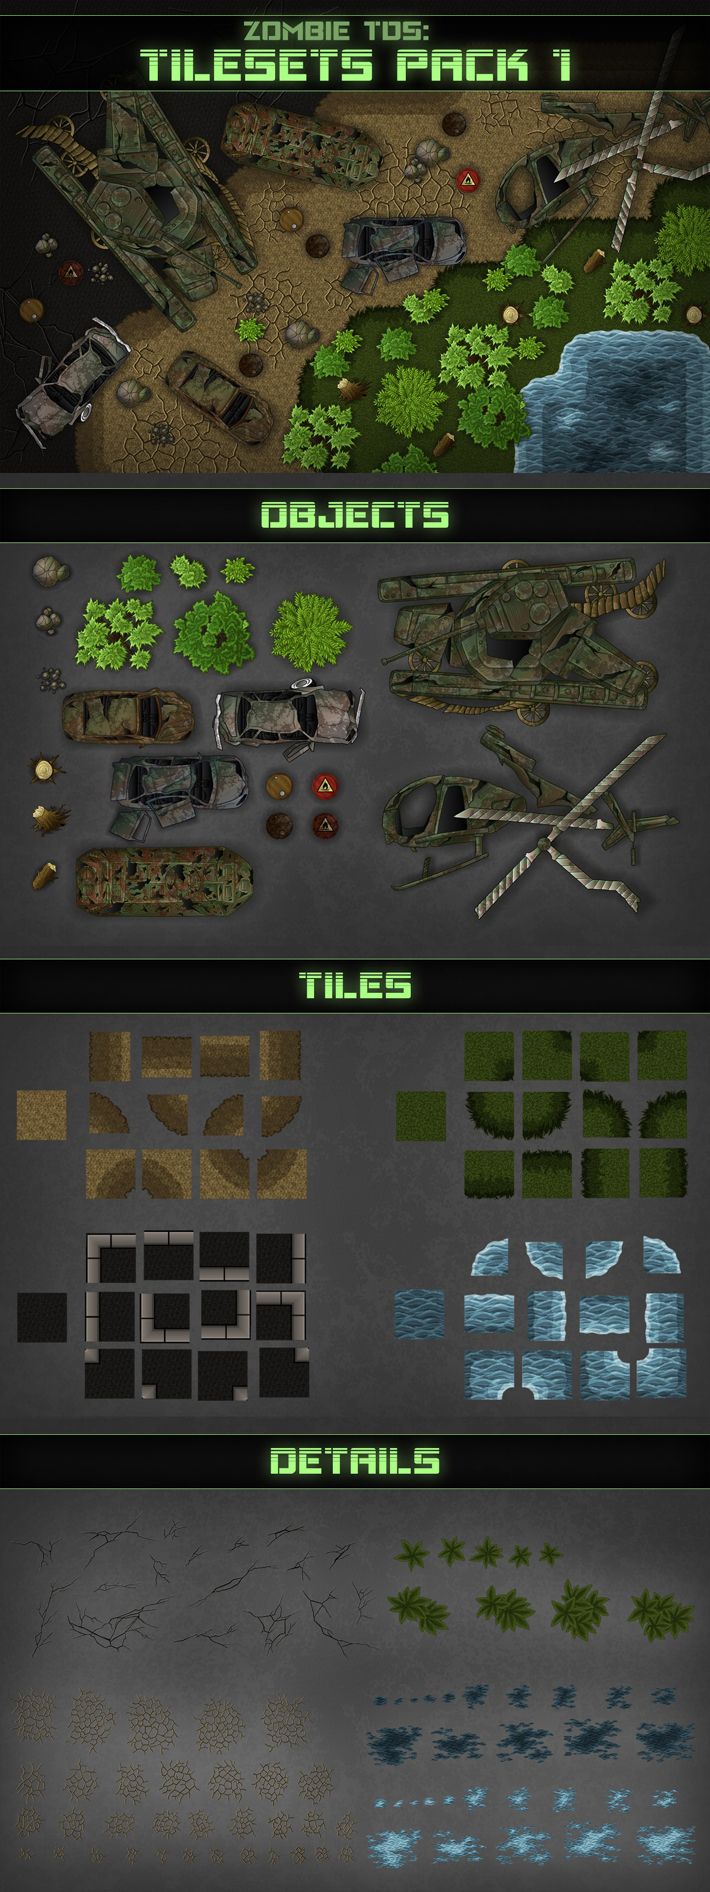 ZOMBIE TDS:
TILESETS PACK 1
OBJECTS
TILES
DETAILS